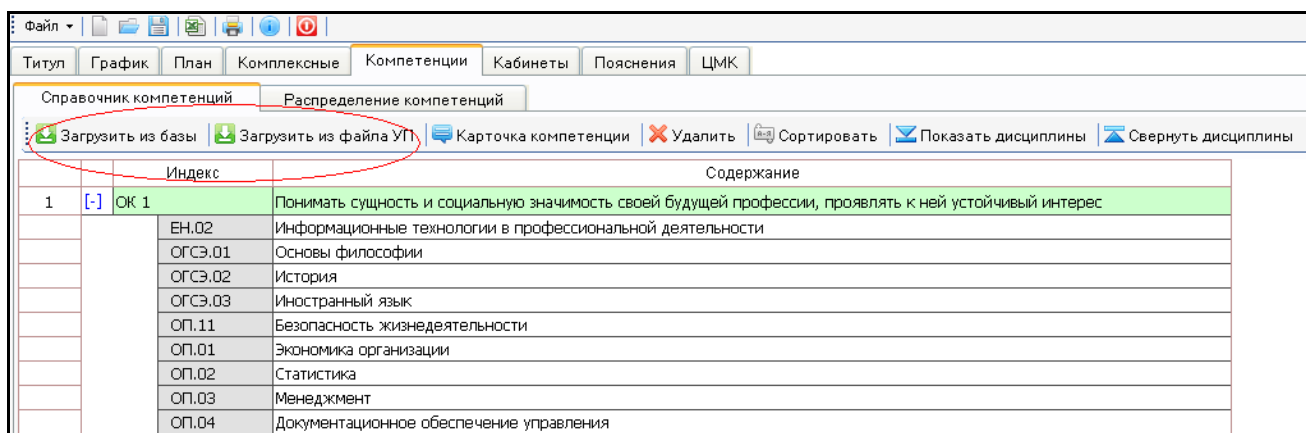 Файл
Титул График План Комплексные Компетенции Кабинеты Пояснения ЦМК
Справочник компетенций Распределение компетенций
Загрузить из базы Загрузить из файла УП Карточка компетенции Удалить Сортировать Показать дисциплины Свернуть дисциплины
Индекс Содержание
1 [-] ОК 1 Понимать сущность и социальную значимость своей будущей профессии, проявлять к ней устойчивый интерес
ЕН.02 Информационные технологии в профессиональной деятельности
ОГСЭ.01 Основы философии
ОГСЭ.02 История
ОГСЭ.03 Иностранный язык
ОП.11 Безопасность жизнедеятельности
ОП.01 Экономика организации
ОП.02 Статистика
ОП.03 Менеджмент
ОП.04 Документационное обеспечение управления